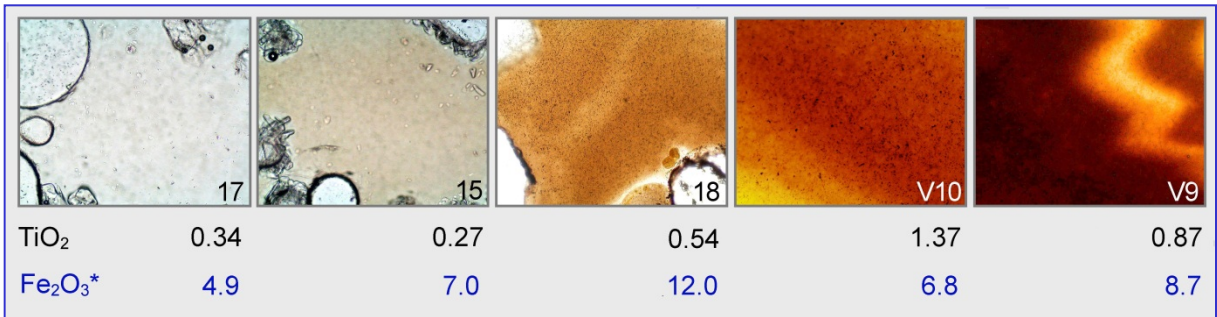 17 15 18 V10 V9
TiO₂ 0.34 0.27 0.54 1.37 0.87
Fe₂O₃* 4.9 7.0 12.0 6.8 8.7